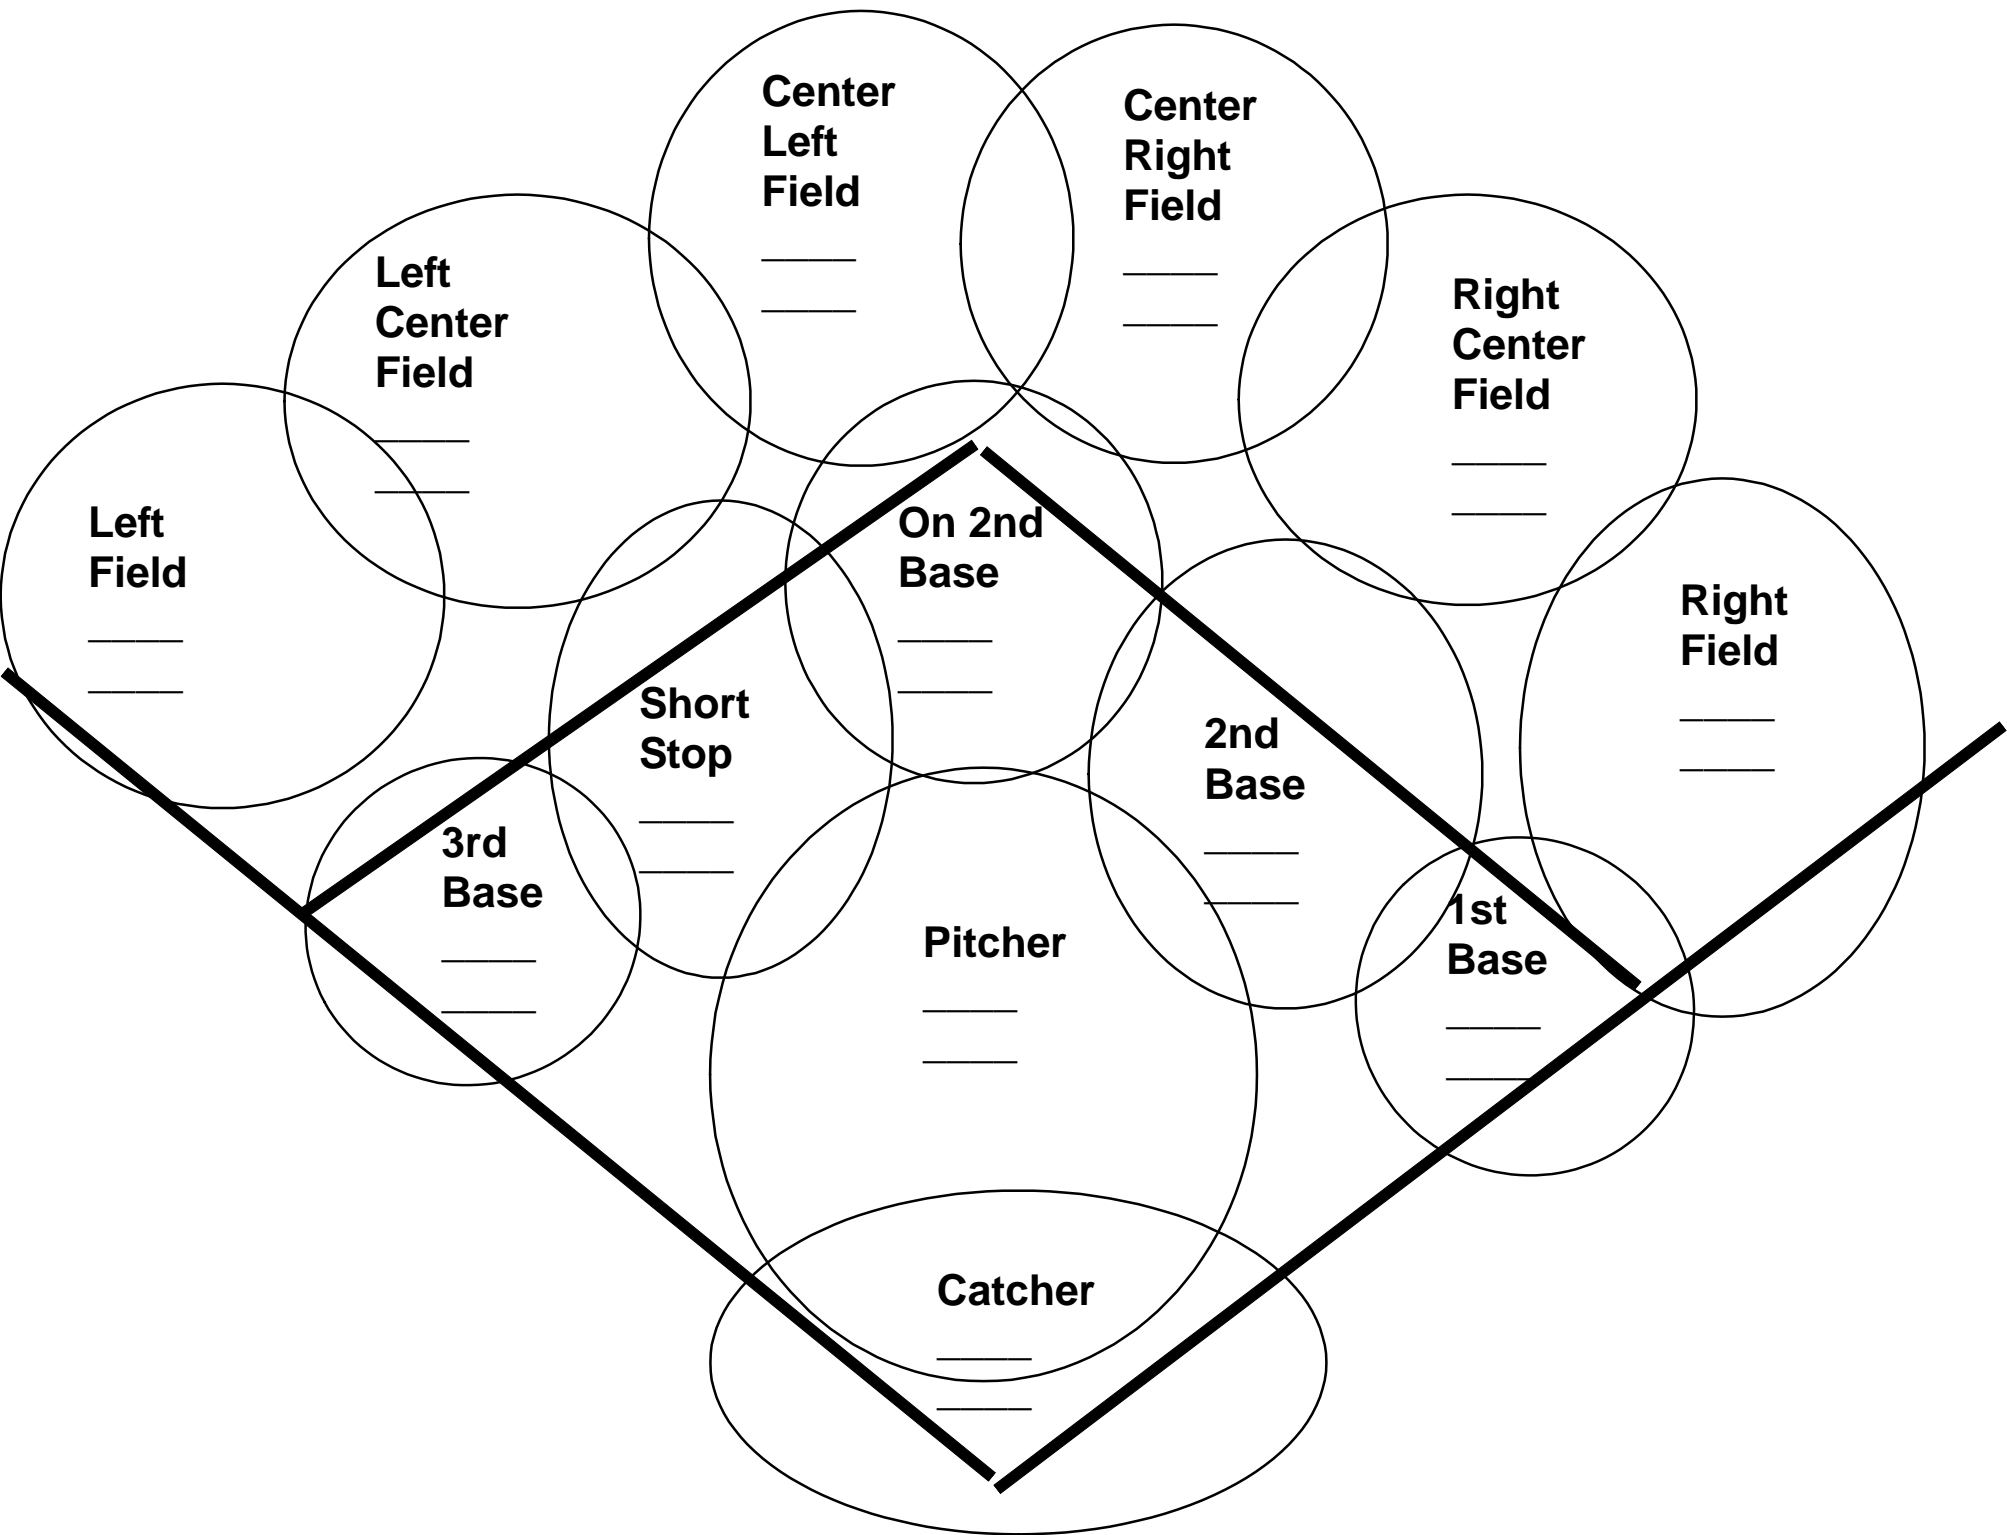 Center
Left
Field
____
____
Center
Right
Field
____
____
Left
Center
Field
____
____
Right
Center
Field
____
____
Left
Field
____
____
On 2nd
Base
____
____
Right
Field
____
____
Short
Stop
____
____
2nd
Base
____
____
3rd
Base
____
____
1st
Base
____
____
Pitcher
____
____
Catcher
____
____